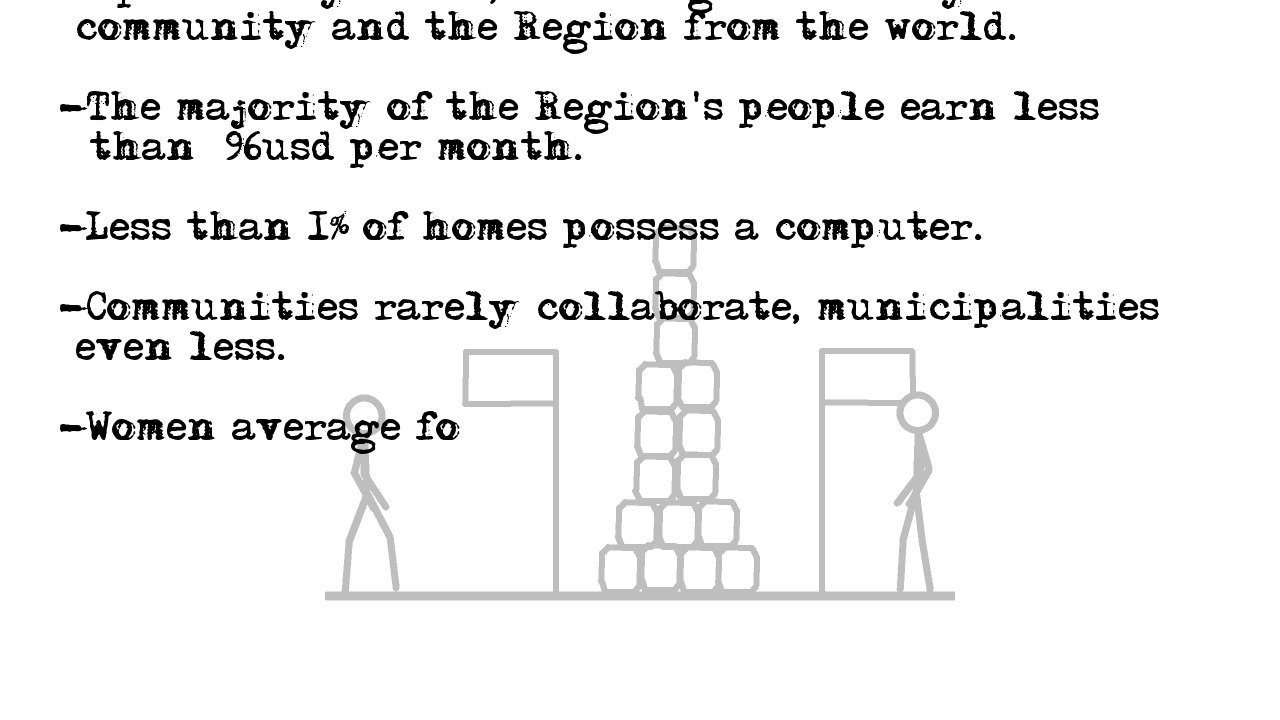 community and the Region from the world.
-The majority of the Region's people earn less
than 96usd per month.
-Less than 1% of homes possess a computer.
-Communities rarely collaborate, municipalities
even less.
-Women average fo